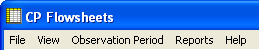 CP Flowsheets
File View Observation Period Reports Help